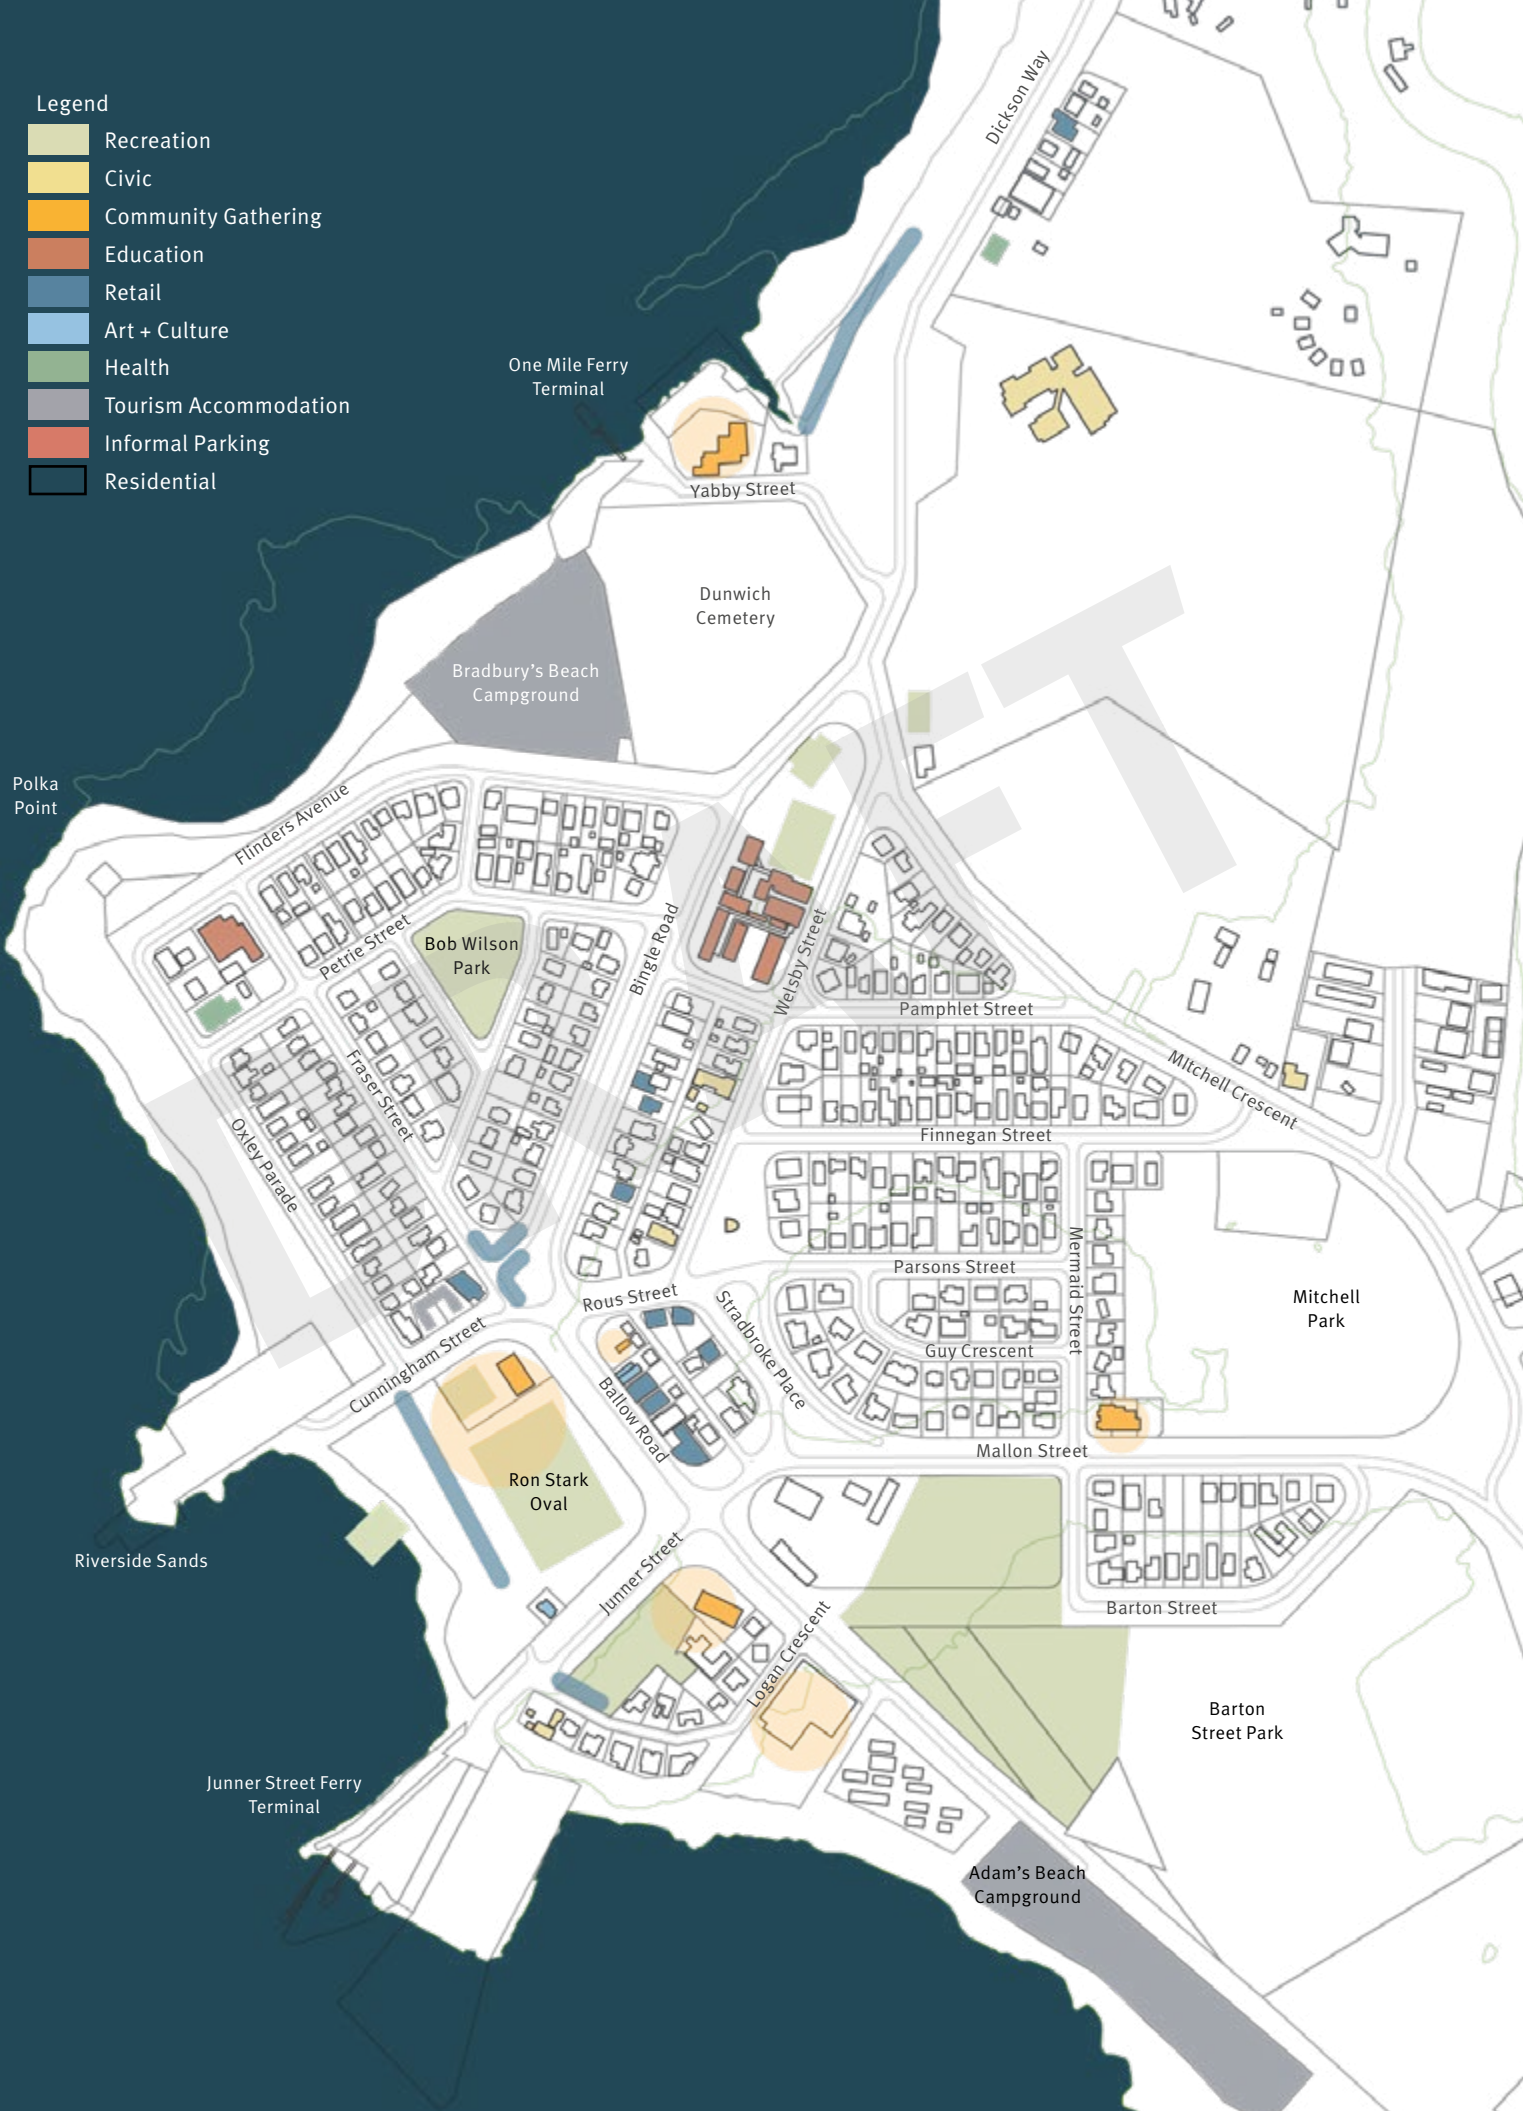 Legend
Recreation
Civic
Community Gathering
Education
Retail
Art + Culture
Health
Tourism Accommodation
Informal Parking
Residential
Dickson Way
One Mile Ferry
Terminal
Yabby Street
Dunwich
Cemetery
Bradbury's Beach
Campground
Polka
Point
Flinders Avenue
Petrie Street
Bob Wilson
Park
Bingle Road
Welsby Street
Pamphlet Street
Mitchell Crescent
Fraser Street
Oxley Parade
Finnegan Street
Parsons Street
Mermaid Street
Mitchell
Park
Rous Street
Stradbroke Place
Guy Crescent
Cunningham Street
Ballow Road
Mallon Street
Ron Stark
Oval
Riverside Sands
Junner Street
Logan Crescent
Barton Street
Barton
Street Park
Junner Street Ferry
Terminal
Adam's Beach
Campground
DRAFT